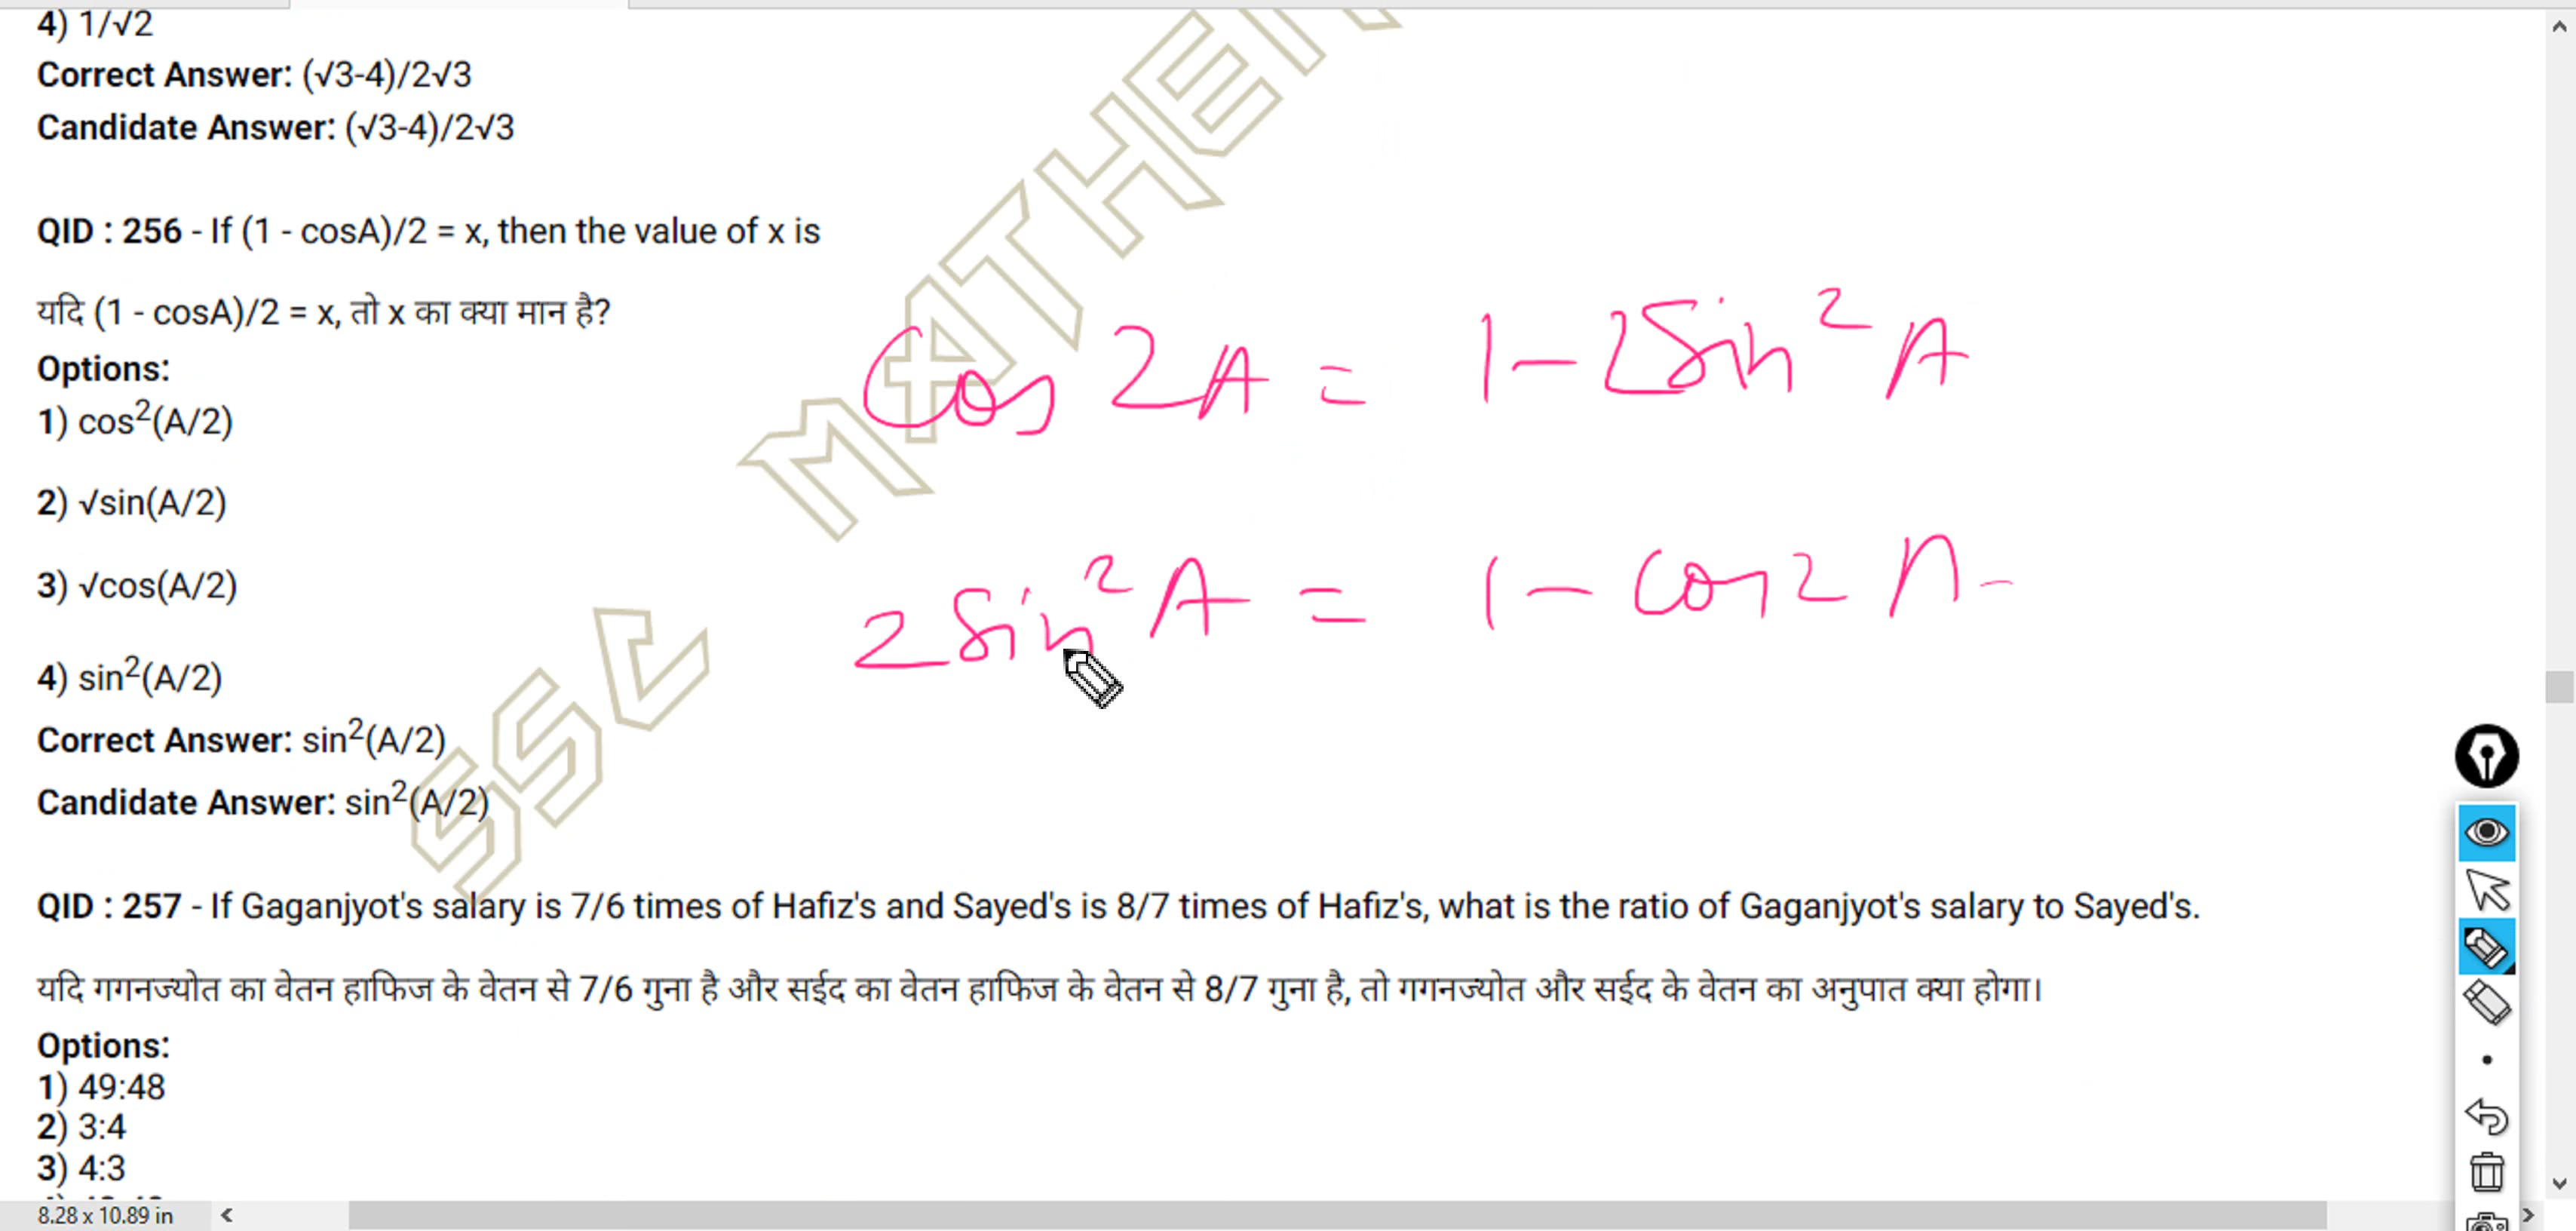 4) 1/√2
Correct Answer: (√3-4)/2√3
Candidate Answer: (√3-4)/2√3
QID : 256 - If (1 - cosA)/2 = x, then the value of x is
यदि (1 - cosA)/2 = x, तो x का क्या मान है?
Options:
1) cos²(A/2)
2) √sin(A/2)
3) √cos(A/2)
4) sin²(A/2)
Correct Answer: sin²(A/2)
Candidate Answer: sin²(A/2)
Cos 2A = 1-2Sin²A
2Sin²A = 1-Cos2A
SSC MATHE
QID : 257 - If Gaganjyot's salary is 7/6 times of Hafiz's and Sayed's is 8/7 times of Hafiz's, what is the ratio of Gaganjyot's salary to Sayed's.
यदि गगनज्योत का वेतन हाफिज के वेतन से 7/6 गुना है और सईद का वेतन हाफिज के वेतन से 8/7 गुना है, तो गगनज्योत और सईद के वेतन का अनुपात क्या होगा।
Options:
1) 49:48
2) 3:4
3) 4:3
8.28 x 10.89 in